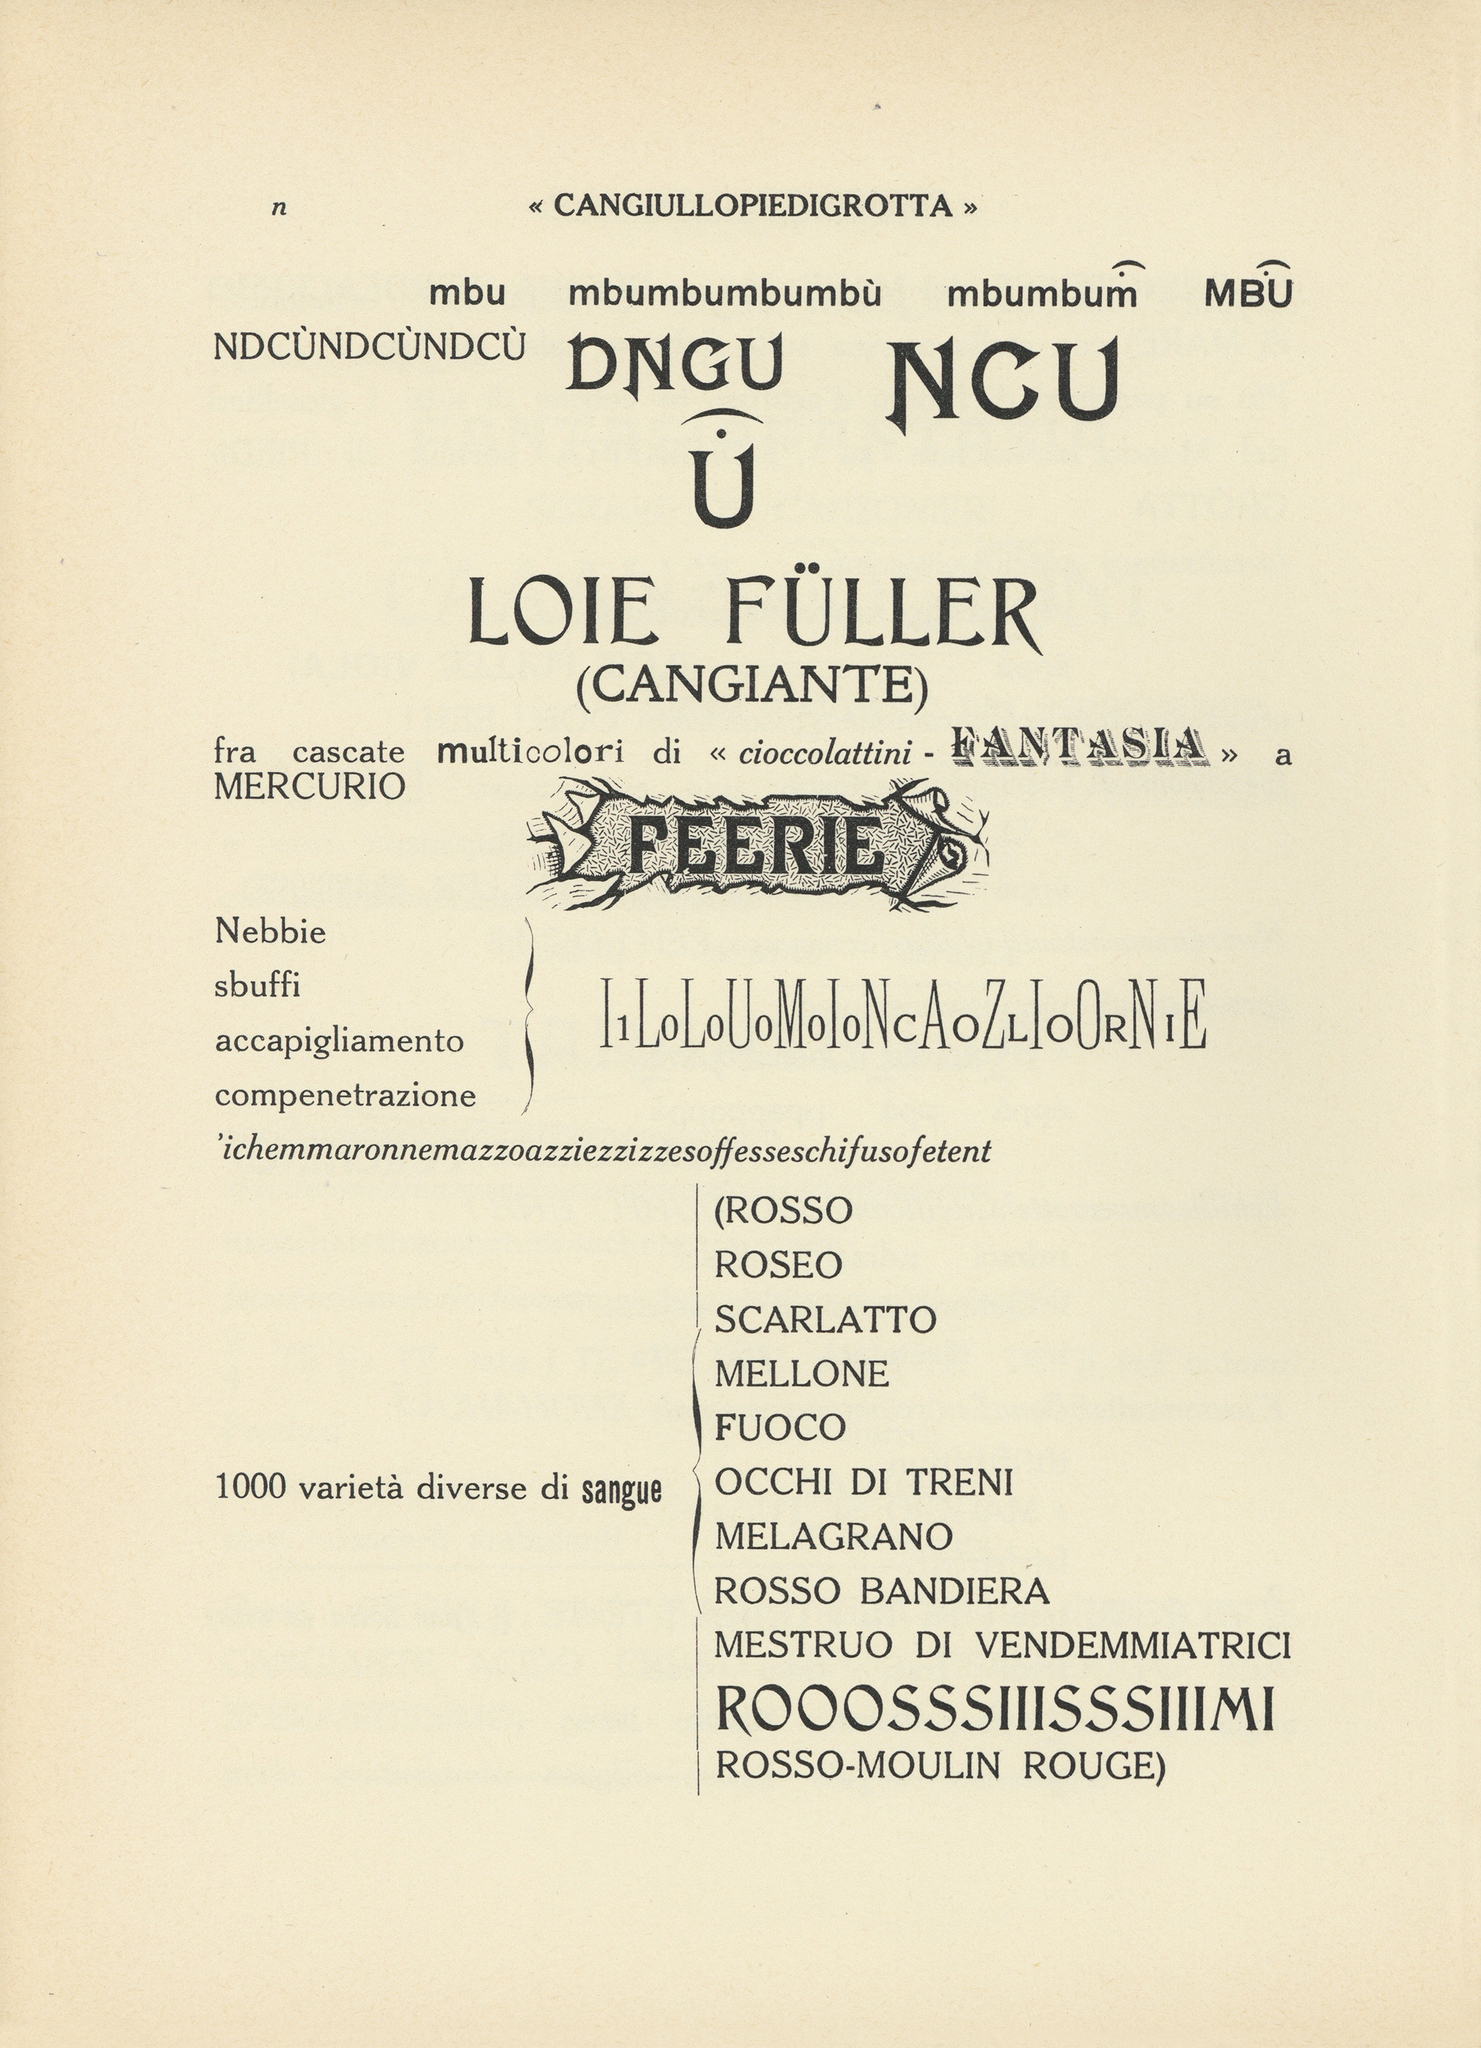 n « CANGIULLOPIEDIGROTTA »
mbu mbumbumbumbù mbumbum̑̇ MBȖ̇
NDCÙNDCÙNDCÙ DNGU NCU
Ȗ̇
LOIE FÜLLER
(CANGIANTE)
fra cascate multicolori di « cioccolattini - FANTASIA » a
MERCURIO
FEERIE
Nebbie
sbuffi
accapigliamento
compenetrazione
I1LoLoUoMoIoNCAOZLIOORNIE
'ichemmaronnemazzoazziezzizzesoffesseschifusofetent
(ROSSO
ROSEO
SCARLATTO
MELLONE
FUOCO
1000 varietà diverse di sangue OCCHI DI TRENI
MELAGRANO
ROSSO BANDIERA
MESTRUO DI VENDEMMIATRICI
ROOOSSSIIISSSIIIMI
ROSSO-MOULIN ROUGE)